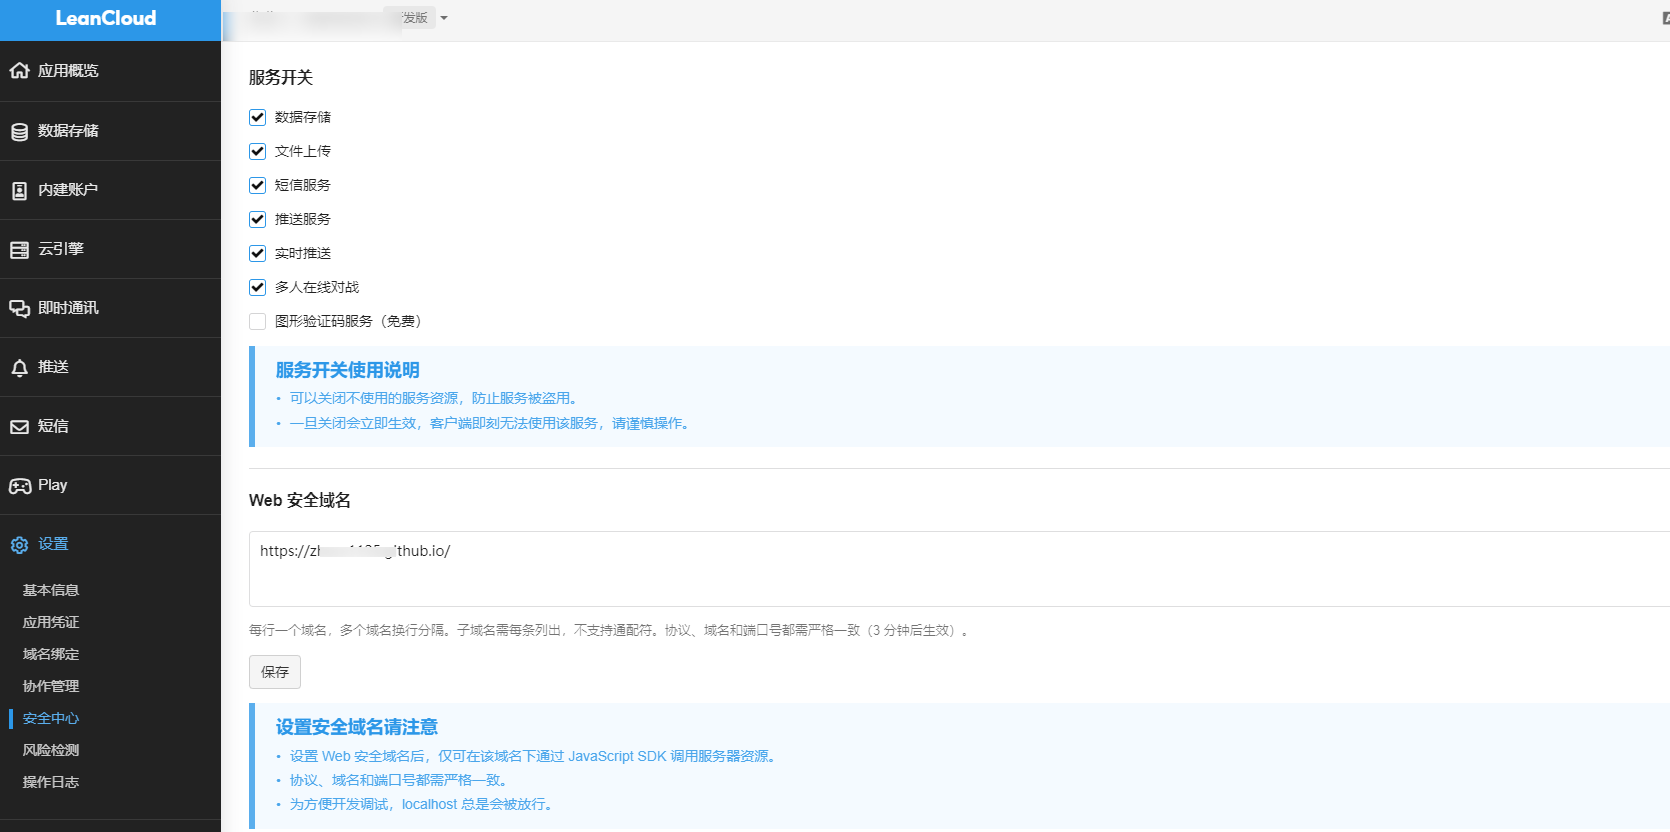 LeanCloud
发版
应用概览
数据存储
内建账户
云引擎
即时通讯
推送
短信
Play
设置
基本信息
应用凭证
域名绑定
协作管理
安全中心
风险检测
操作日志
服务开关
数据存储
文件上传
短信服务
推送服务
实时推送
多人在线对战
图形验证码服务（免费）
服务开关使用说明
• 可以关闭不使用的服务资源，防止服务被盗用。
• 一旦关闭会立即生效，客户端即刻无法使用该服务，请谨慎操作。
Web 安全域名
https://z github.io/
每行一个域名，多个域名换行分隔。子域名需每条列出，不支持通配符。协议、域名和端口号都需严格一致（3 分钟后生效）。
保存
设置安全域名请注意
• 设置 Web 安全域名后，仅可在该域名下通过 JavaScript SDK 调用服务器资源。
• 协议、域名和端口号都需严格一致。
• 为方便开发调试，localhost 总是会被放行。